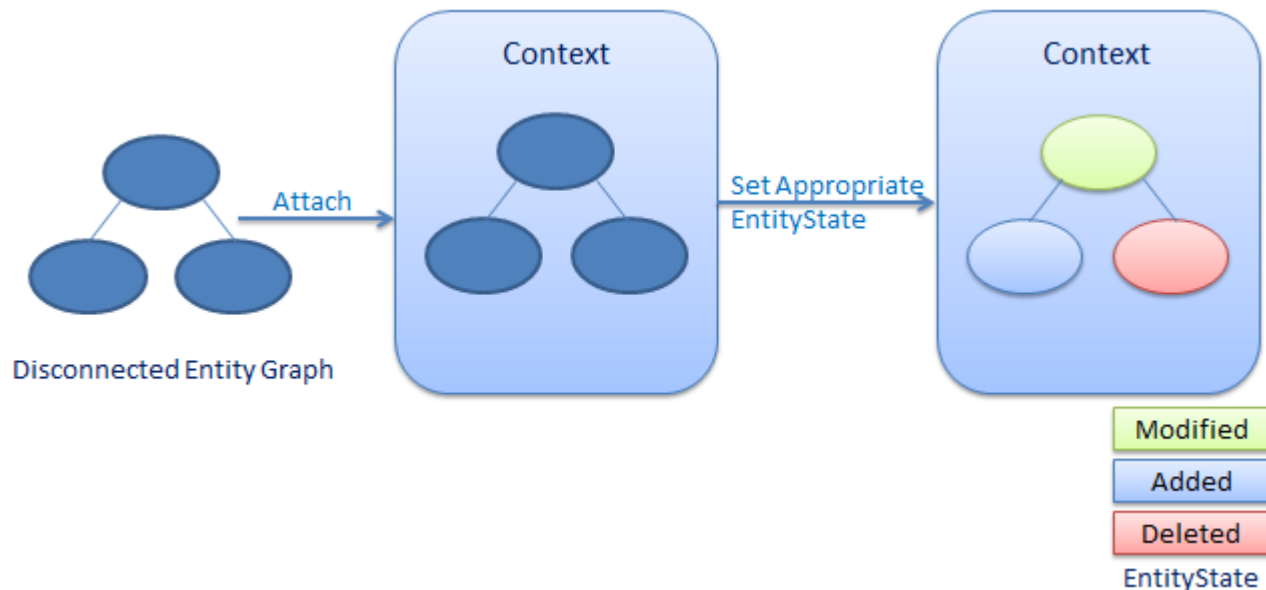 Context
Context
Attach
Set Appropriate
EntityState
Disconnected Entity Graph
Modified
Added
Deleted
EntityState